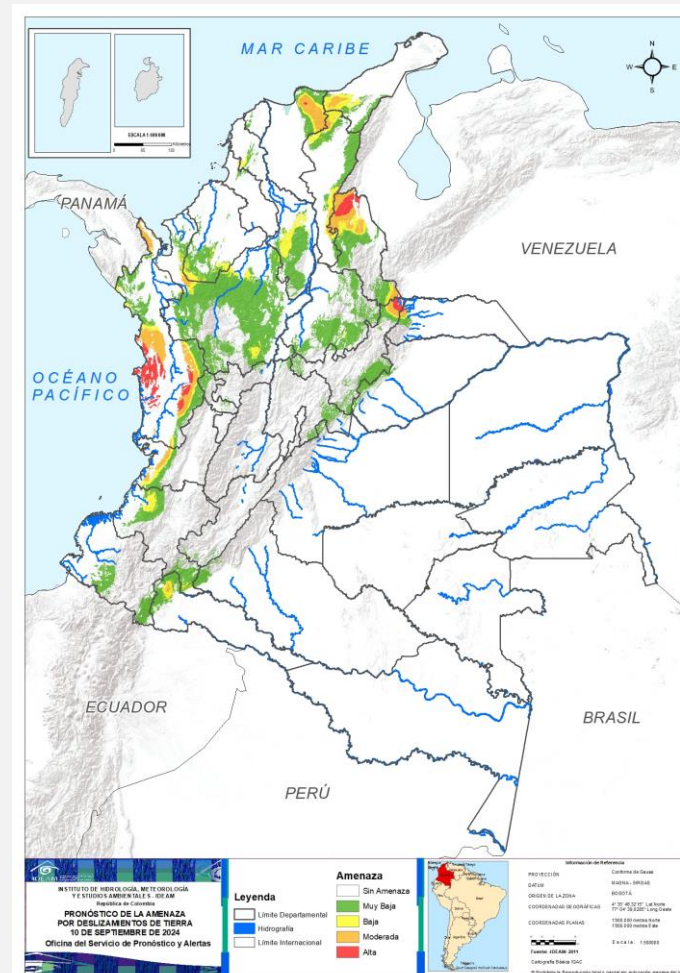 MAR CARIBE
N
W
E
S
ESCALA 1:600.000
PANAMÁ
VENEZUELA
OCÉANO
PACÍFICO
ECUADOR
BRASIL
PERÚ
IDEAM
INSTITUTO DE HIDROLOGÍA, METEOROLOGÍA
Y ESTUDIOS AMBIENTALES - IDEAM
República de Colombia
PRONÓSTICO DE LA AMENAZA
POR DESLIZAMIENTOS DE TIERRA
10 DE SEPTIEMBRE DE 2024
Oficina del Servicio de Pronóstico y Alertas
Leyenda
Límite Departamental
Hidrografía
Límite Internacional
Amenaza
Sin Amenaza
Muy Baja
Baja
Moderada
Alta
Información de Referencia
PROYECCIÓN Conforme de Gauss
DATUM MAGNA - SIRGAS
ORIGEN DE LA ZONA BOGOTÁ
COORDENADAS GEOGRÁFICAS
COORDENADAS PLANAS
Fuente: IDEAM
Cartografía Básica IGAC